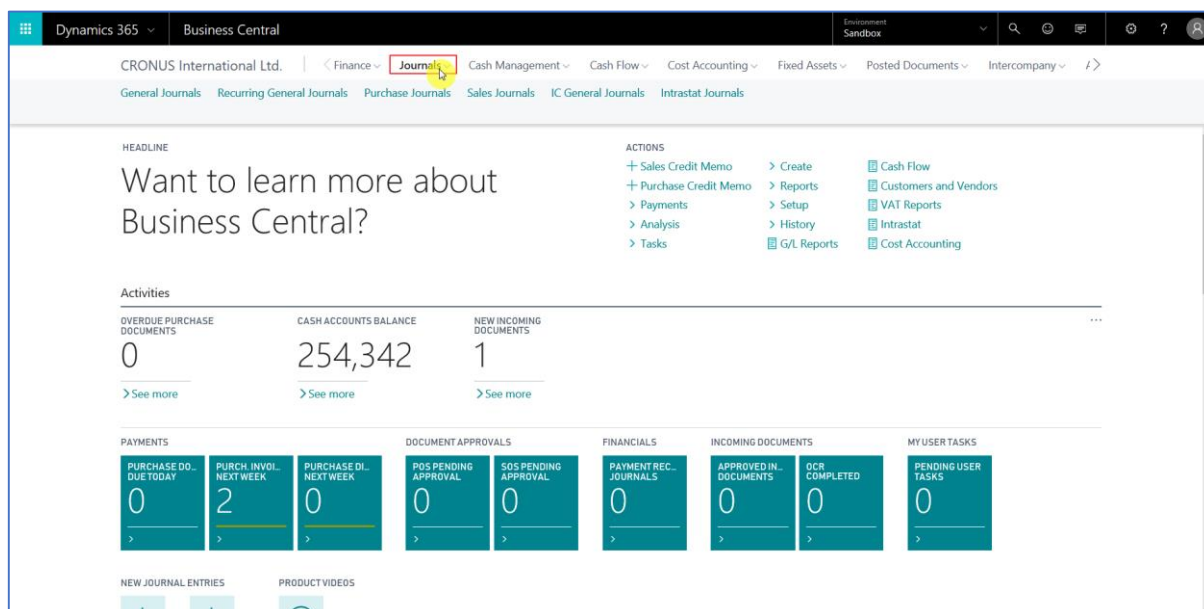 Dynamics 365 Business Central Environment Sandbox ?
CRONUS International Ltd. Finance Journals Cash Management Cash Flow Cost Accounting Fixed Assets Posted Documents Intercompany
General Journals Recurring General Journals Purchase Journals Sales Journals IC General Journals Intrastat Journals
HEADLINE
Want to learn more about
Business Central?
ACTIONS
+ Sales Credit Memo > Create Cash Flow
+ Purchase Credit Memo > Reports Customers and Vendors
> Payments > Setup VAT Reports
> Analysis > History Intrastat
> Tasks G/L Reports Cost Accounting
Activities
OVERDUE PURCHASE DOCUMENTS
0
> See more
CASH ACCOUNTS BALANCE
254,342
> See more
NEW INCOMING DOCUMENTS
1
> See more
...
PAYMENTS
PURCHASE DO...
DUE TODAY
0
>
PURCH. INVOI...
NEXT WEEK
2
>
PURCHASE DI...
NEXT WEEK
0
>
DOCUMENT APPROVALS
POS PENDING
APPROVAL
0
>
SOS PENDING
APPROVAL
0
>
FINANCIALS
PAYMENT REC...
JOURNALS
0
>
INCOMING DOCUMENTS
APPROVED IN...
DOCUMENTS
0
>
OCR
COMPLETED
0
>
MY USER TASKS
PENDING USER
TASKS
0
>
NEW JOURNAL ENTRIES PRODUCT VIDEOS